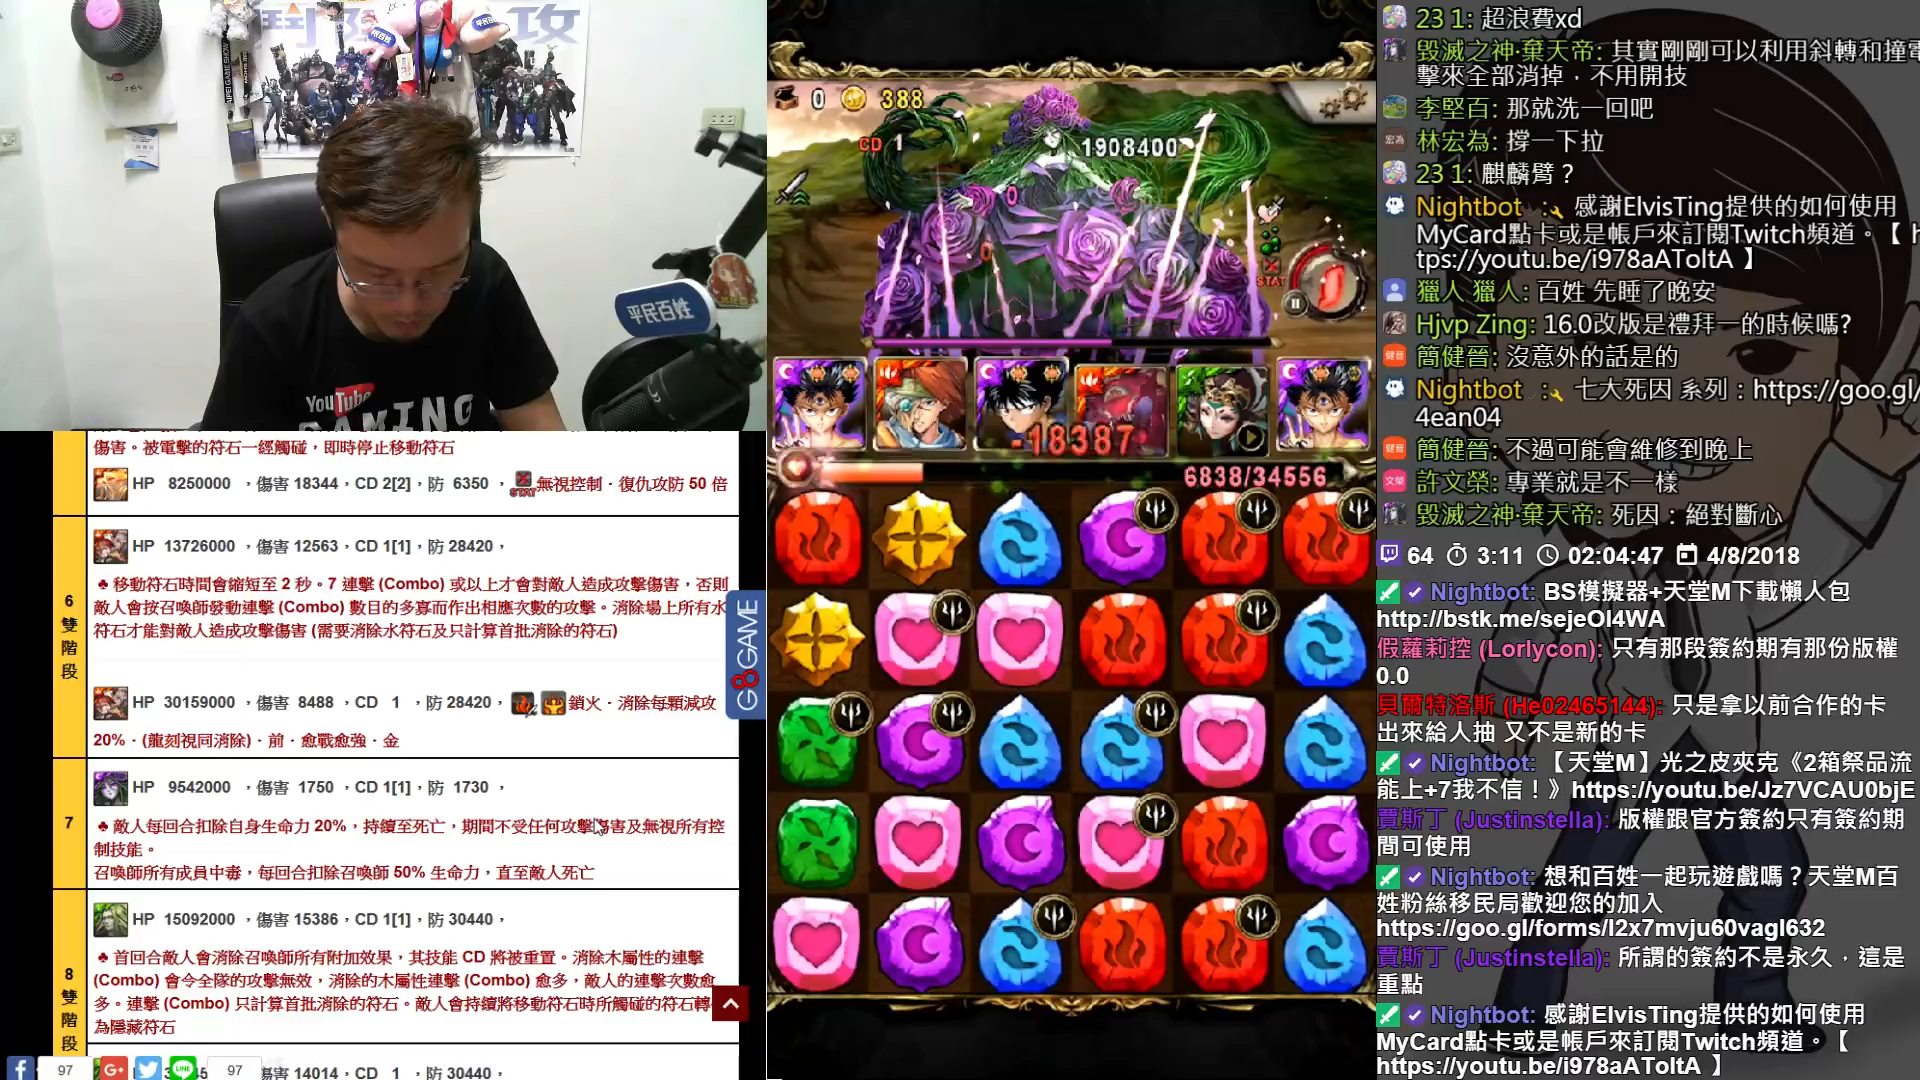 鬥 攻
平民百姓
平民百姓
YouTube
GAMING
傷害。被電擊的符石一經觸碰，即時停止移動符石
HP 8250000 ，傷害 18344，CD 2[2]，防 6350，
STAT
無視控制．復仇攻防 50 倍
6
雙
階
段
HP 13726000 ，傷害 12563，CD 1[1]，防 28420，
♣ 移動符石時間會縮短至 2 秒。7 連擊 (Combo) 或以上才會對敵人造成攻擊傷害，否則
敵人會按召喚師發動連擊 (Combo) 數目的多寡而作出相應次數的攻擊。消除場上所有水
符石才能對敵人造成攻擊傷害 (需要消除水符石及只計算首批消除的符石)
HP 30159000 ，傷害 8488，CD 1 ，防 28420，
鎖火．消除每顆減攻
20%．(龍刻視同消除)．前．愈戰愈強．金
7
HP 9542000 ，傷害 1750，CD 1[1]，防 1730 ，
♣ 敵人每回合扣除自身生命力 20%，持續至死亡，期間不受任何攻擊傷害及無視所有控
制技能。
召喚師所有成員中毒，每回合扣除召喚師 50% 生命力，直至敵人死亡
8
雙
階
段
HP 15092000 ，傷害 15386，CD 1[1]，防 30440，
♣ 首回合敵人會消除召喚師所有附加效果，其技能 CD 將被重置。消除木屬性的連擊
(Combo) 會令全隊的攻擊無效，消除的木屬性連擊 (Combo) 愈多，敵人的連擊次數愈
多。連擊 (Combo) 只計算首批消除的符石。敵人會持續將移動符石時所觸碰的符石轉
為隱藏符石
傷害 14014，CD 1 ，防 30440，
G8GAME
97
G+
LINE
97
0
388
CD 1
1908400
0
0
STAT
-18387
6838/34556
23 1: 超浪費xd
毀滅之神·棄天帝: 其實剛剛可以利用斜轉和撞電
擊來全部消掉，不用開技
李堅百: 那就洗一回吧
林宏為: 撐一下拉
23 1: 麒麟臂？
Nightbot : 感謝ElvisTing提供的如何使用
MyCard點卡或是帳戶來訂閱Twitch頻道。【 h
tps://youtu.be/i978aAToItA 】
獵人 獵人: 百姓 先睡了晚安
Hjvp Zing: 16.0改版是禮拜一的時候嗎?
簡健晉: 沒意外的話是的
Nightbot : 七大死因 系列：https://goo.gl/
4ean04
簡健晉: 不過可能會維修到晚上
許文榮: 專業就是不一樣
毀滅之神·棄天帝: 死因：絕對斷心
64 3:11 02:04:47 4/8/2018
Nightbot: BS模擬器+天堂M下載懶人包
http://bstk.me/sejeOI4WA
假蘿莉控 (Lorlycon): 只有那段簽約期有那份版權
0.0
貝爾特洛斯 (He02465144): 只是拿以前合作的卡
出來給人抽 又不是新的卡
Nightbot: 【天堂M】光之皮夾克《2箱祭品流
能上+7我不信！》https://youtu.be/Jz7VCAU0bjE
賈斯丁 (Justinstella): 版權跟官方簽約只有簽約期
間可使用
Nightbot: 想和百姓一起玩遊戲嗎？天堂M百
姓粉絲移民局歡迎您的加入
https://goo.gl/forms/l2x7mvju60vagI632
賈斯丁 (Justinstella): 所謂的簽約不是永久，這是
重點
Nightbot: 感謝ElvisTing提供的如何使用
MyCard點卡或是帳戶來訂閱Twitch頻道。【
https://youtu.be/i978aAToItA 】